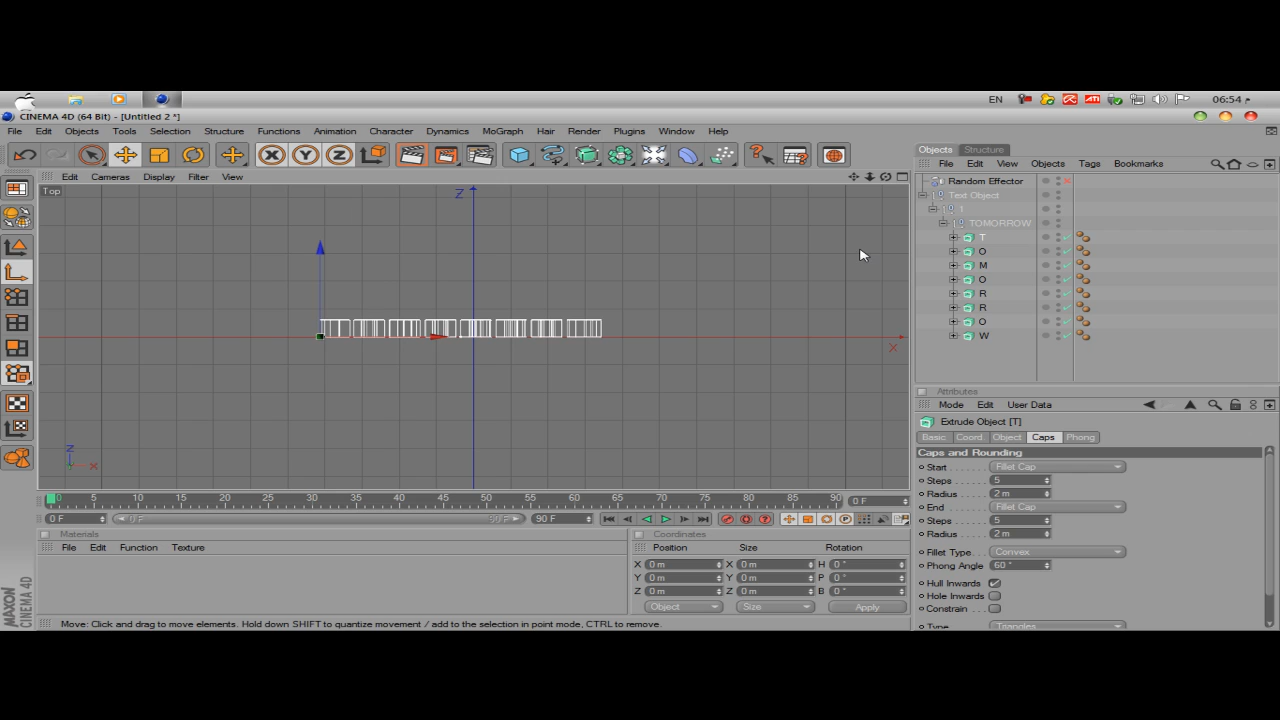 EN
06:54 م
CINEMA 4D (64 Bit) - [Untitled 2 *]
File Edit Objects Tools Selection Structure Functions Animation Character Dynamics MoGraph Hair Render Plugins Window Help
Objects Structure
File Edit View Objects Tags Bookmarks
Edit Cameras Display Filter View
Top
Z
X
Z
X
Random Effector
Text Object
1
TOMORROW
T
O
M
O
R
R
O
W
Attributes
Mode Edit User Data
Extrude Object [T]
Basic Coord. Object Caps Phong
Caps and Rounding
Start Fillet Cap
Steps 5
Radius 2 m
End Fillet Cap
Steps 5
Radius 2 m
Fillet Type Convex
Phong Angle 60 °
Hull Inwards
Hole Inwards
Constrain
Type Triangles
0 5 10 15 20 25 30 35 40 45 50 55 60 65 70 75 80 85 90 0 F
0 F 0 F 90 F 90 F
Materials
File Edit Function Texture
Coordinates
Position Size Rotation
X 0 m X 0 m H 0 °
Y 0 m Y 0 m P 0 °
Z 0 m Z 0 m B 0 °
Object Size Apply
MAXON
CINEMA 4D
Move: Click and drag to move elements. Hold down SHIFT to quantize movement / add to the selection in point mode, CTRL to remove.